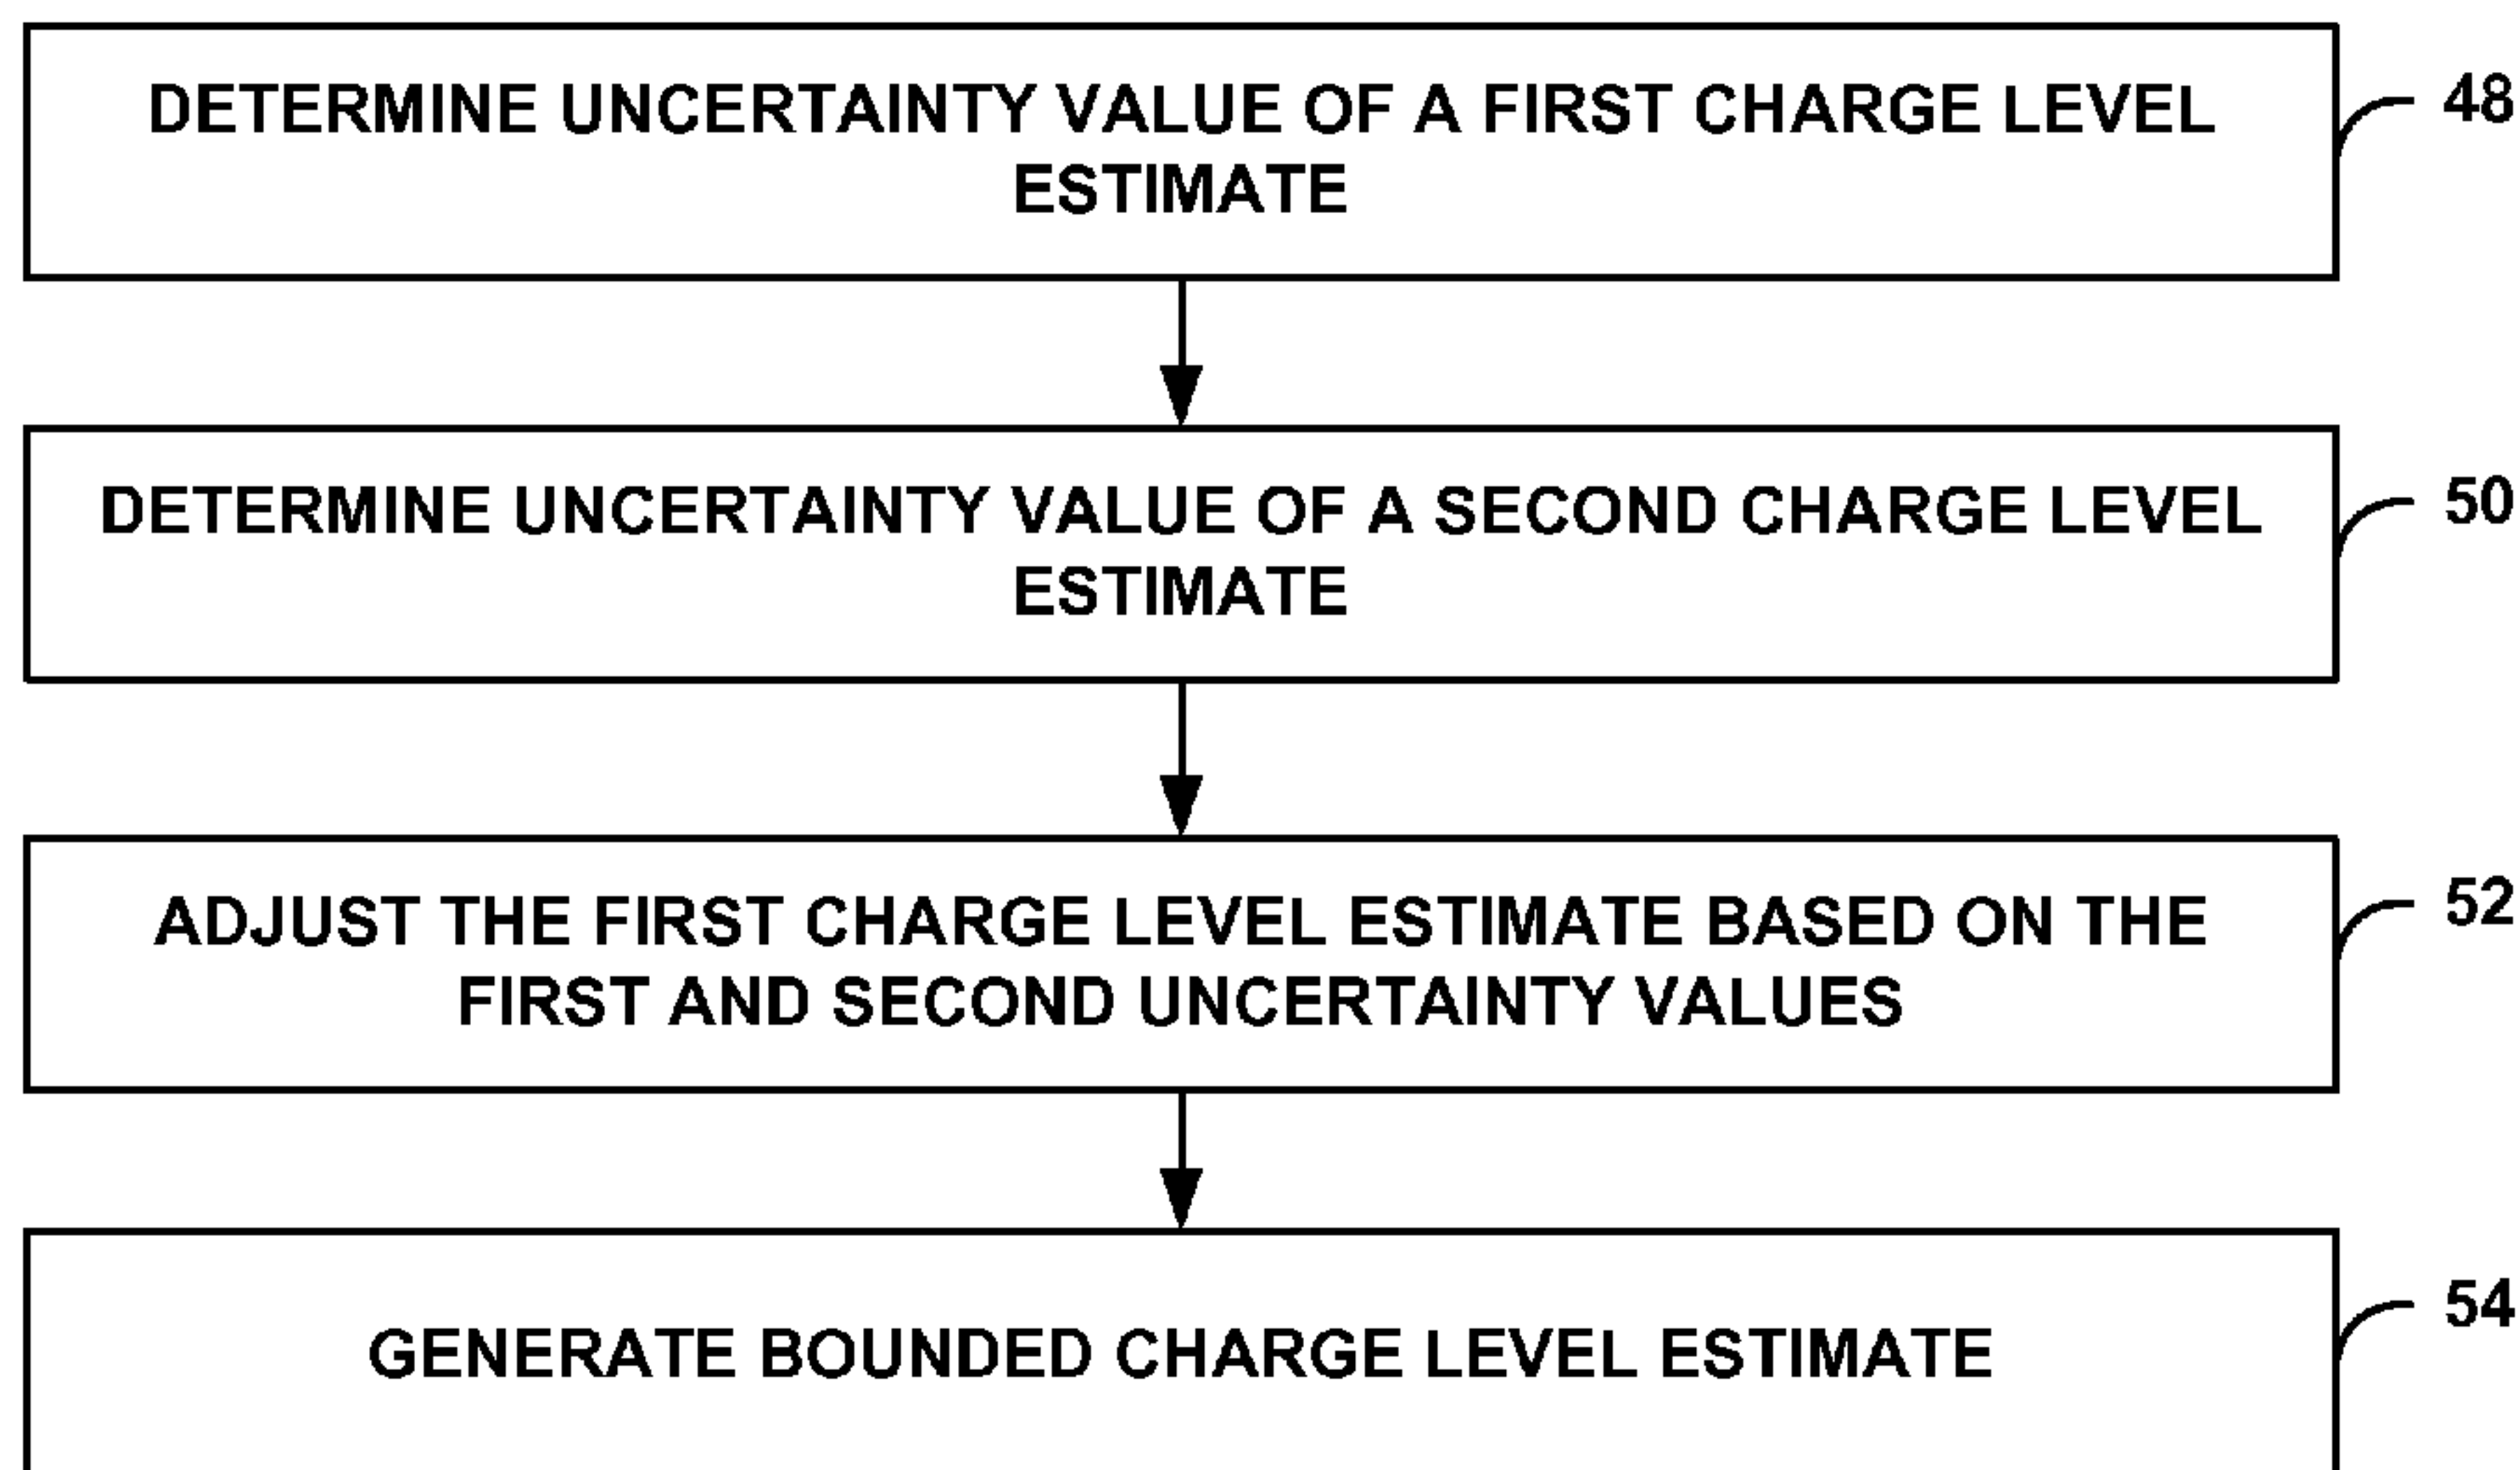 DETERMINE UNCERTAINTY VALUE OF A FIRST CHARGE LEVEL
ESTIMATE
48
DETERMINE UNCERTAINTY VALUE OF A SECOND CHARGE LEVEL
ESTIMATE
50
ADJUST THE FIRST CHARGE LEVEL ESTIMATE BASED ON THE
FIRST AND SECOND UNCERTAINTY VALUES
52
GENERATE BOUNDED CHARGE LEVEL ESTIMATE
54